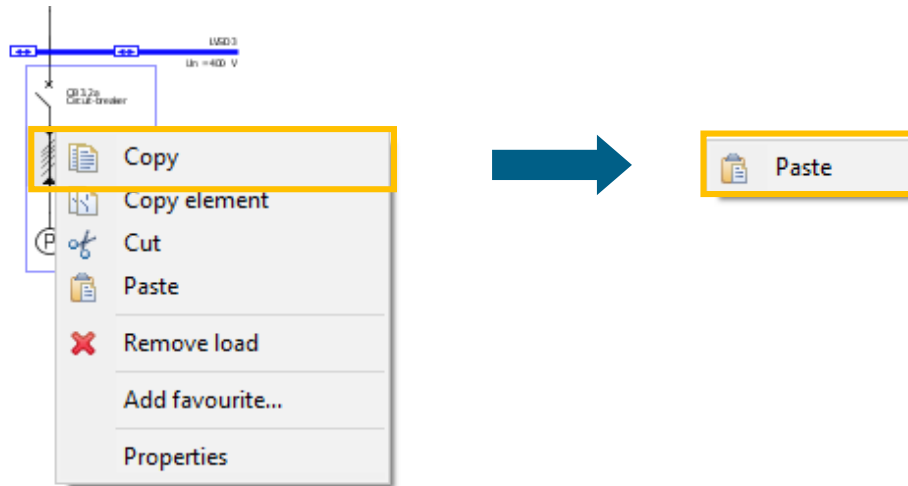 LVSD 3
Un = 400 V
CB 3.2a
Circuit-breaker
Copy
Copy element
Cut
Paste
Remove load
Add favourite...
Properties
P
Paste